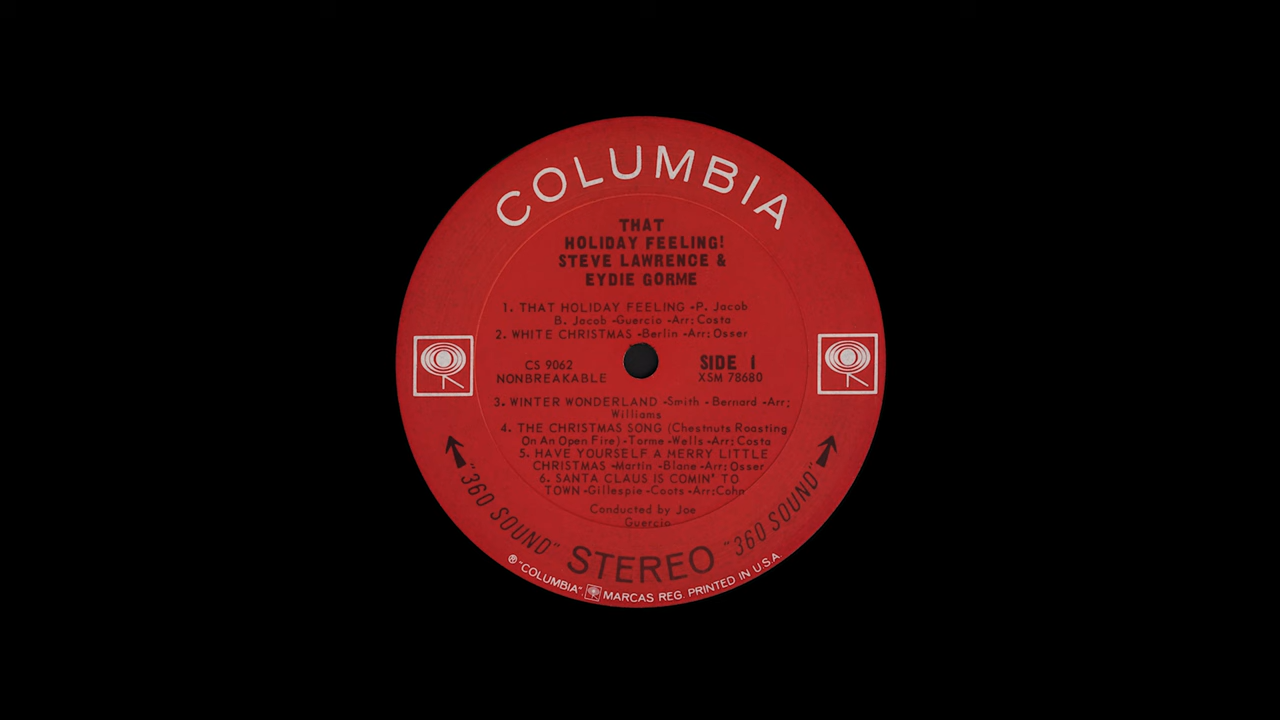 COLUMBIA
THAT
HOLIDAY FEELING!
STEVE LAWRENCE &
EYDIE GORME
1. THAT HOLIDAY FEELING -P. Jacob
B. Jacob -Guercio -Arr: Costa
2. WHITE CHRISTMAS -Berlin -Arr: Osser
CS 9062
NONBREAKABLE
SIDE 1
XSM 78680
3. WINTER WONDERLAND -Smith - Bernard -Arr;
Williams
4. THE CHRISTMAS SONG (Chestnuts Roasting
On An Open Fire) -Torme -Wells -Arr: Costa
5. HAVE YOURSELF A MERRY LITTLE
CHRISTMAS -Martin - Blane -Arr: Osser
6. SANTA CLAUS IS COMIN' TO
TOWN -Gillespie -Coots -Arr:Cohn
Conducted by Joe
Guercio
"360 SOUND" STEREO "360 SOUND"
® "COLUMBIA", MARCAS REG. PRINTED IN U.S.A.